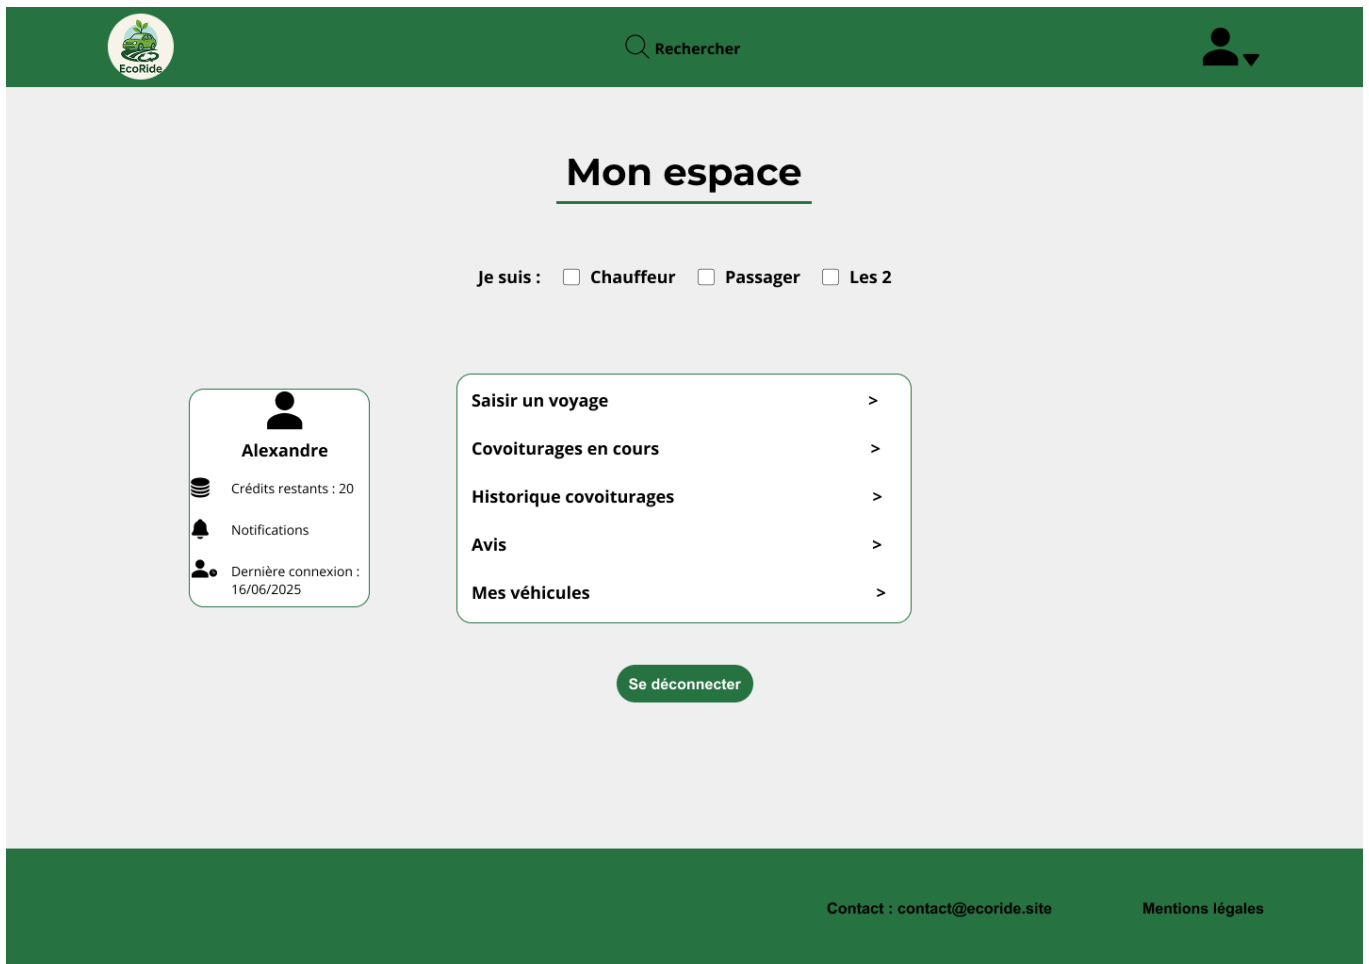 EcoRide
Rechercher
Mon espace
Je suis : Chauffeur Passager Les 2
Alexandre
Crédits restants : 20
Notifications
Dernière connexion :
16/06/2025
Saisir un voyage >
Covoiturages en cours >
Historique covoiturages >
Avis >
Mes véhicules >
Se déconnecter
Contact : contact@ecoride.site Mentions légales